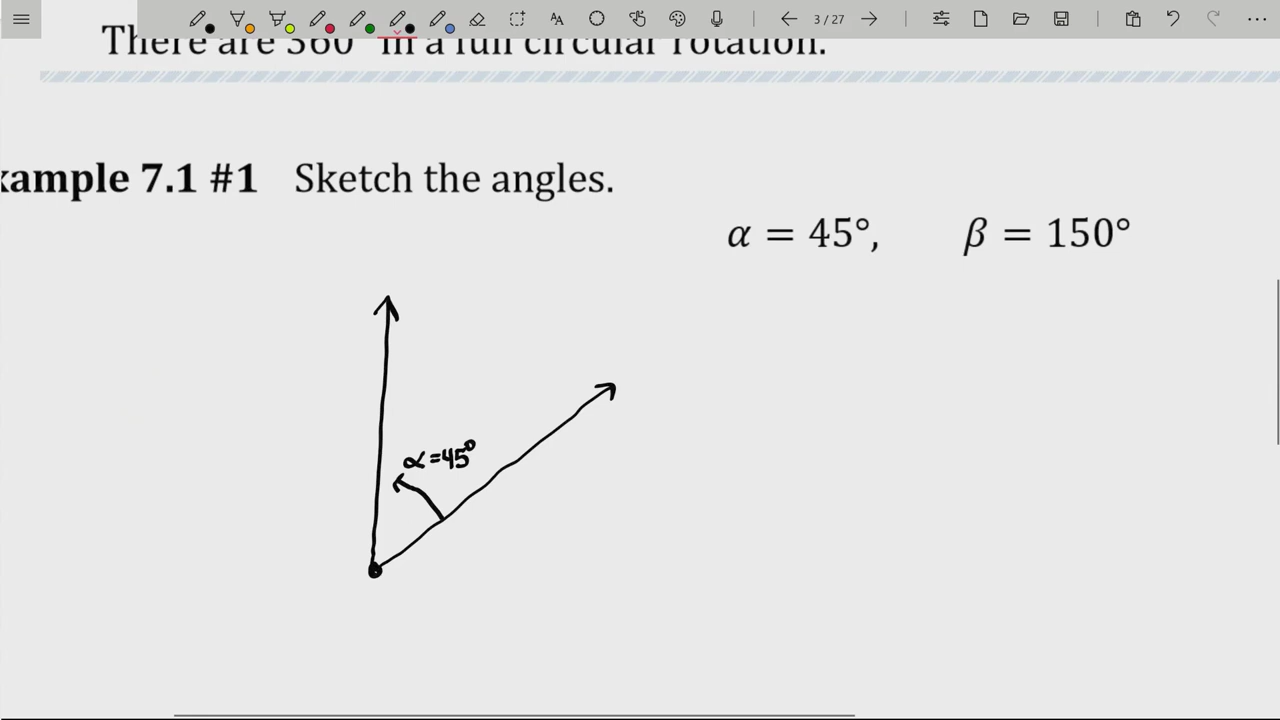 3 / 27
There are 360° in a full circular rotation.
xample 7.1 #1 Sketch the angles.
α = 45°, β = 150°
α = 45°